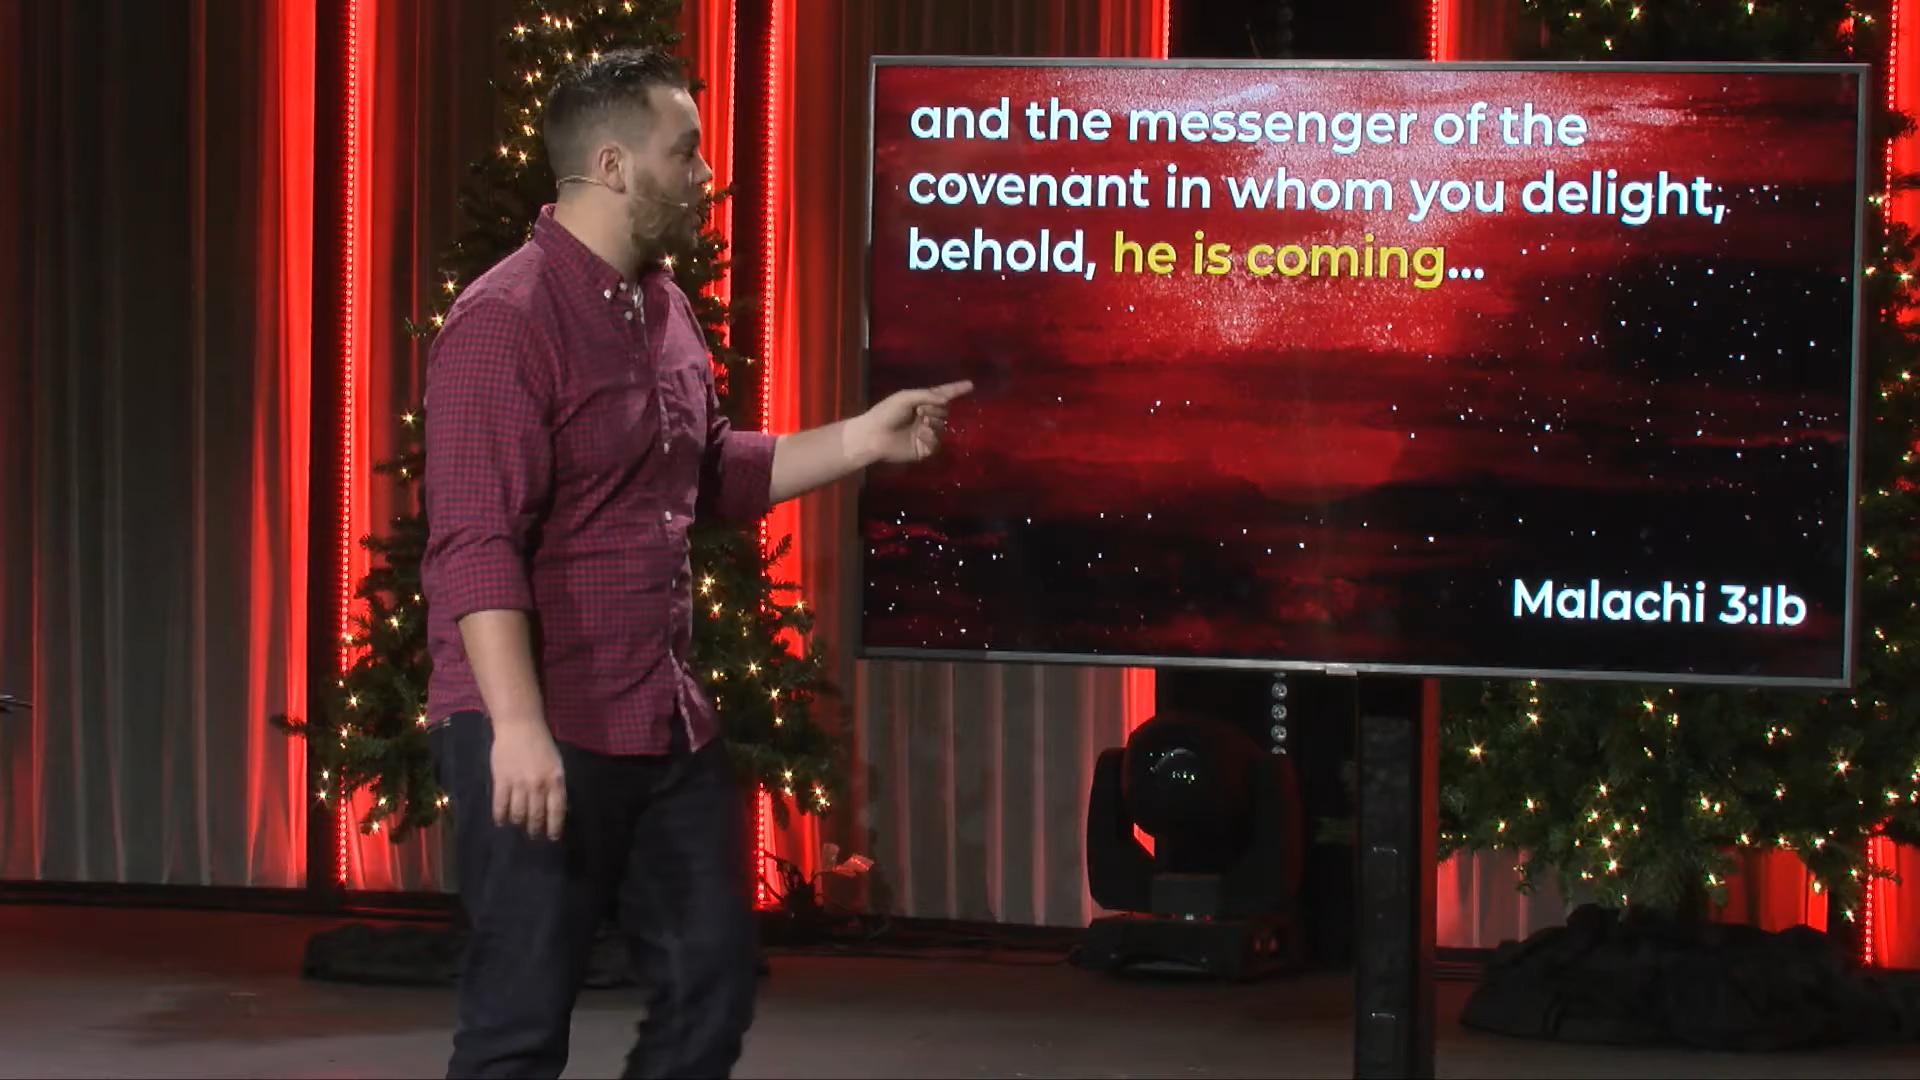 and the messenger of the
covenant in whom you delight,
behold, he is coming...
Malachi 3:1b